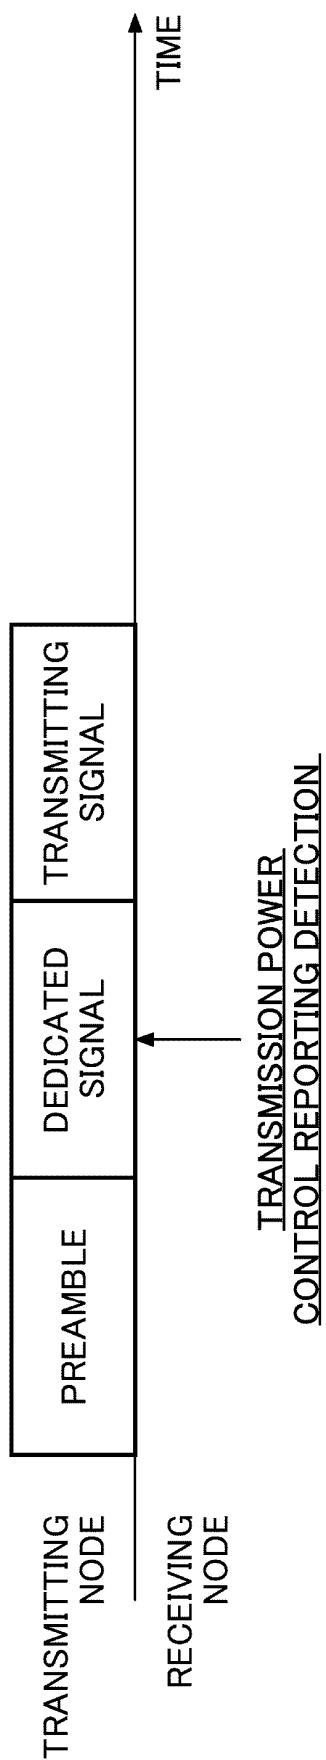 TRANSMITTING
NODE
PREAMBLE
DEDICATED
SIGNAL
TRANSMITTING
SIGNAL
TIME
RECEIVING
NODE
TRANSMISSION POWER
CONTROL REPORTING DETECTION